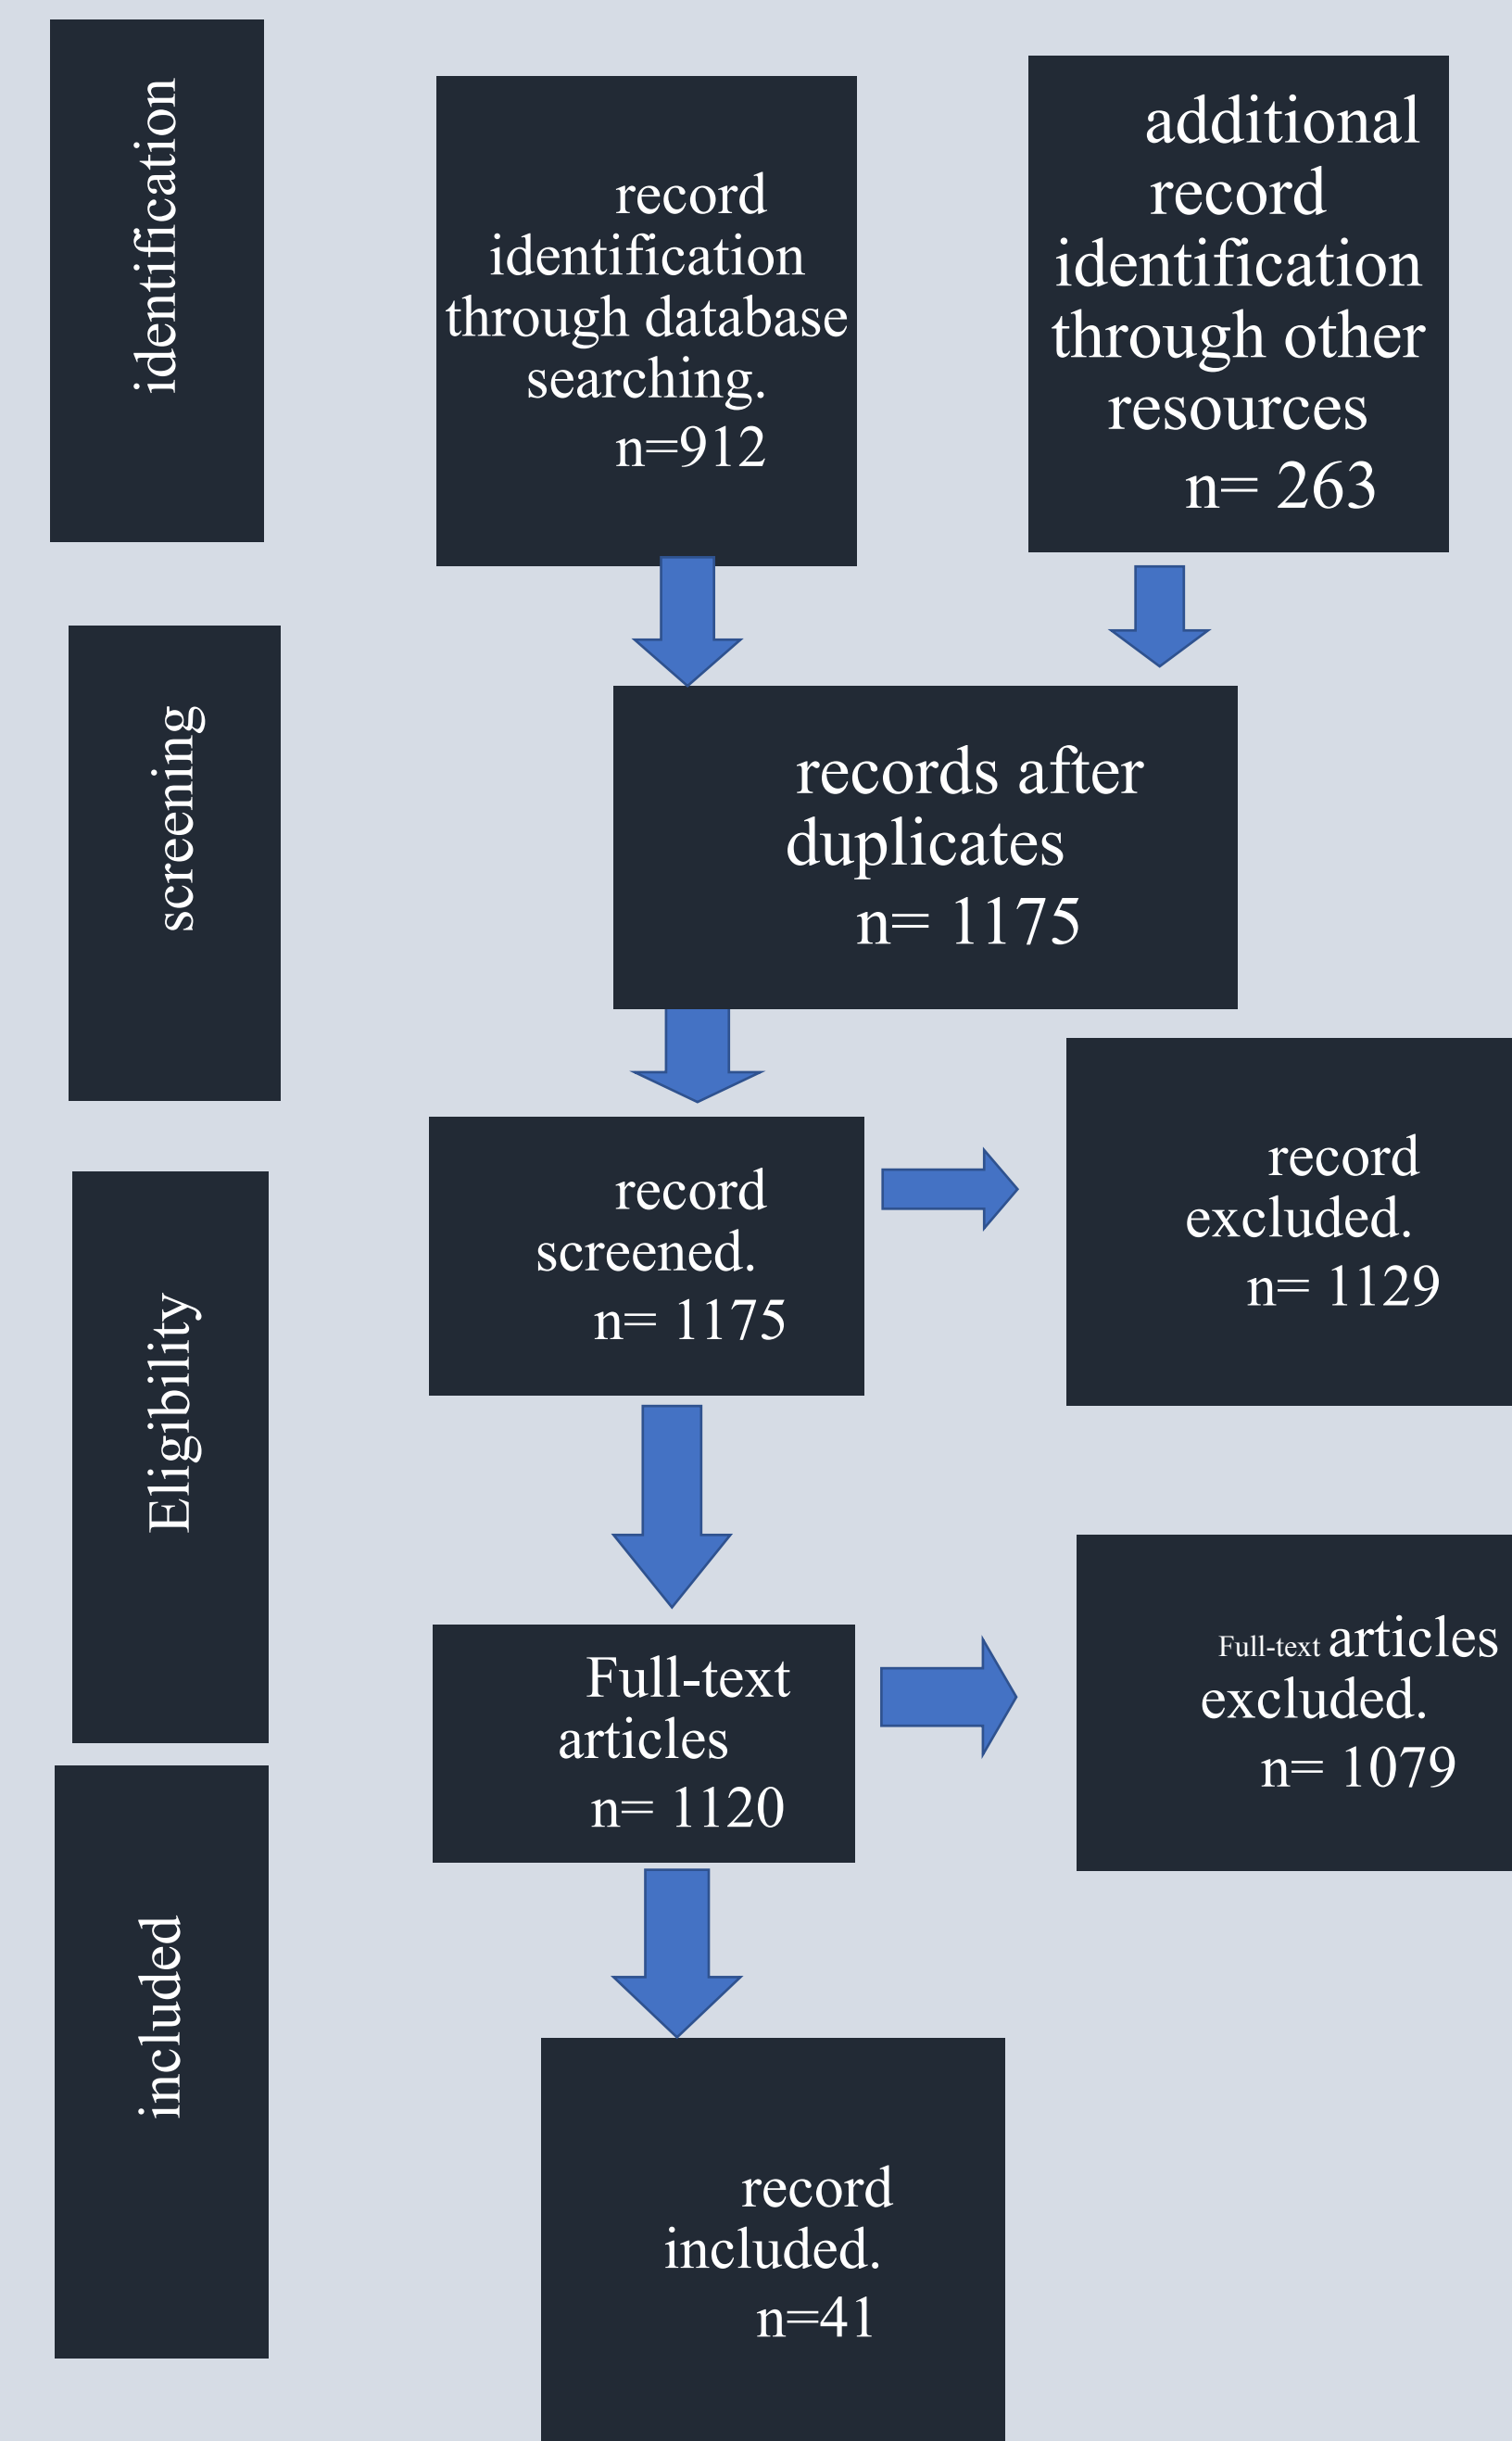 identification
record
identification
through database
searching.
n=912
additional
record
identification
through other
resources
n= 263
screening
records after
duplicates
n= 1175
Eligibility
record
screened.
n= 1175
record
excluded.
n= 1129
Full-text
articles
n= 1120
Full-text articles
excluded.
n= 1079
included
record
included.
n=41